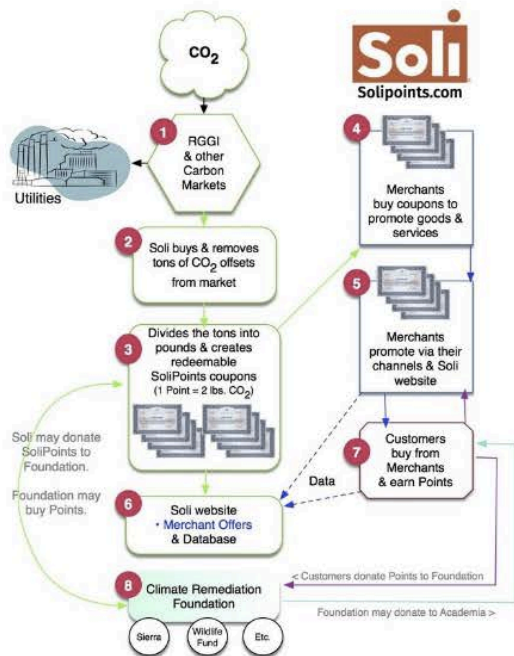 CO2
Soli
Solipoints.com
1
RGGI
& other
Carbon
Markets
Utilities
2
Soli buys & removes
tons of CO2 offsets
from market
3
Divides the tons into
pounds & creates
redeemable
SoliPoints coupons
(1 Point = 2 lbs. CO2)
4
Merchants
buy coupons to
promote goods &
services
5
Merchants
promote via their
channels & Soli
website
Soli may donate
SoliPoints to
Foundation.
Foundation may
buy Points.
6
Soli website
• Merchant Offers
& Database
Data
7
Customers
buy from
Merchants
& earn Points
8
Climate Remediation
Foundation
< Customers donate Points to Foundation
Foundation may donate to Academia >
Sierra
Wildlife
Fund
Etc.